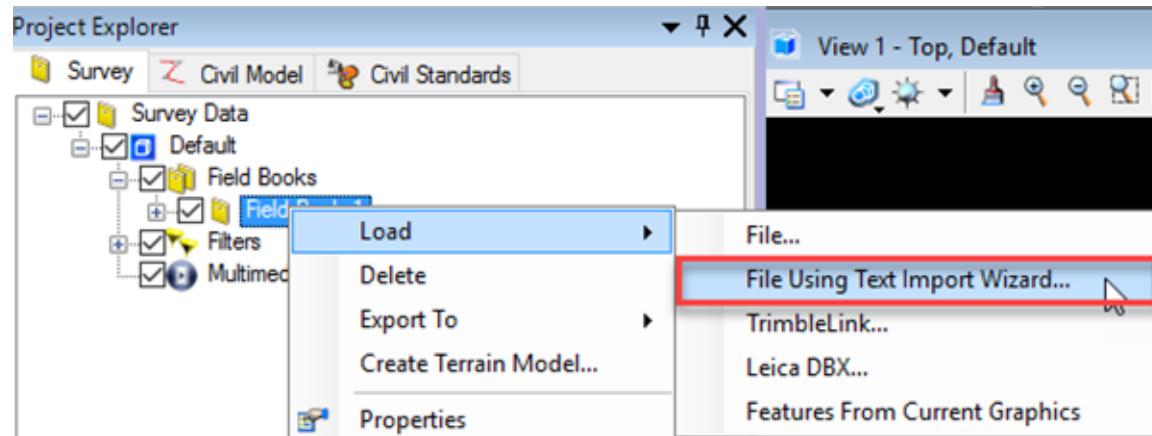 Project Explorer
View 1 - Top, Default
Survey
Civil Model
Civil Standards
Survey Data
Default
Field Books
Field
Filters
Multimed
Load
Delete
Export To
Create Terrain Model...
Properties
File...
File Using Text Import Wizard...
TrimbleLink...
Leica DBX...
Features From Current Graphics